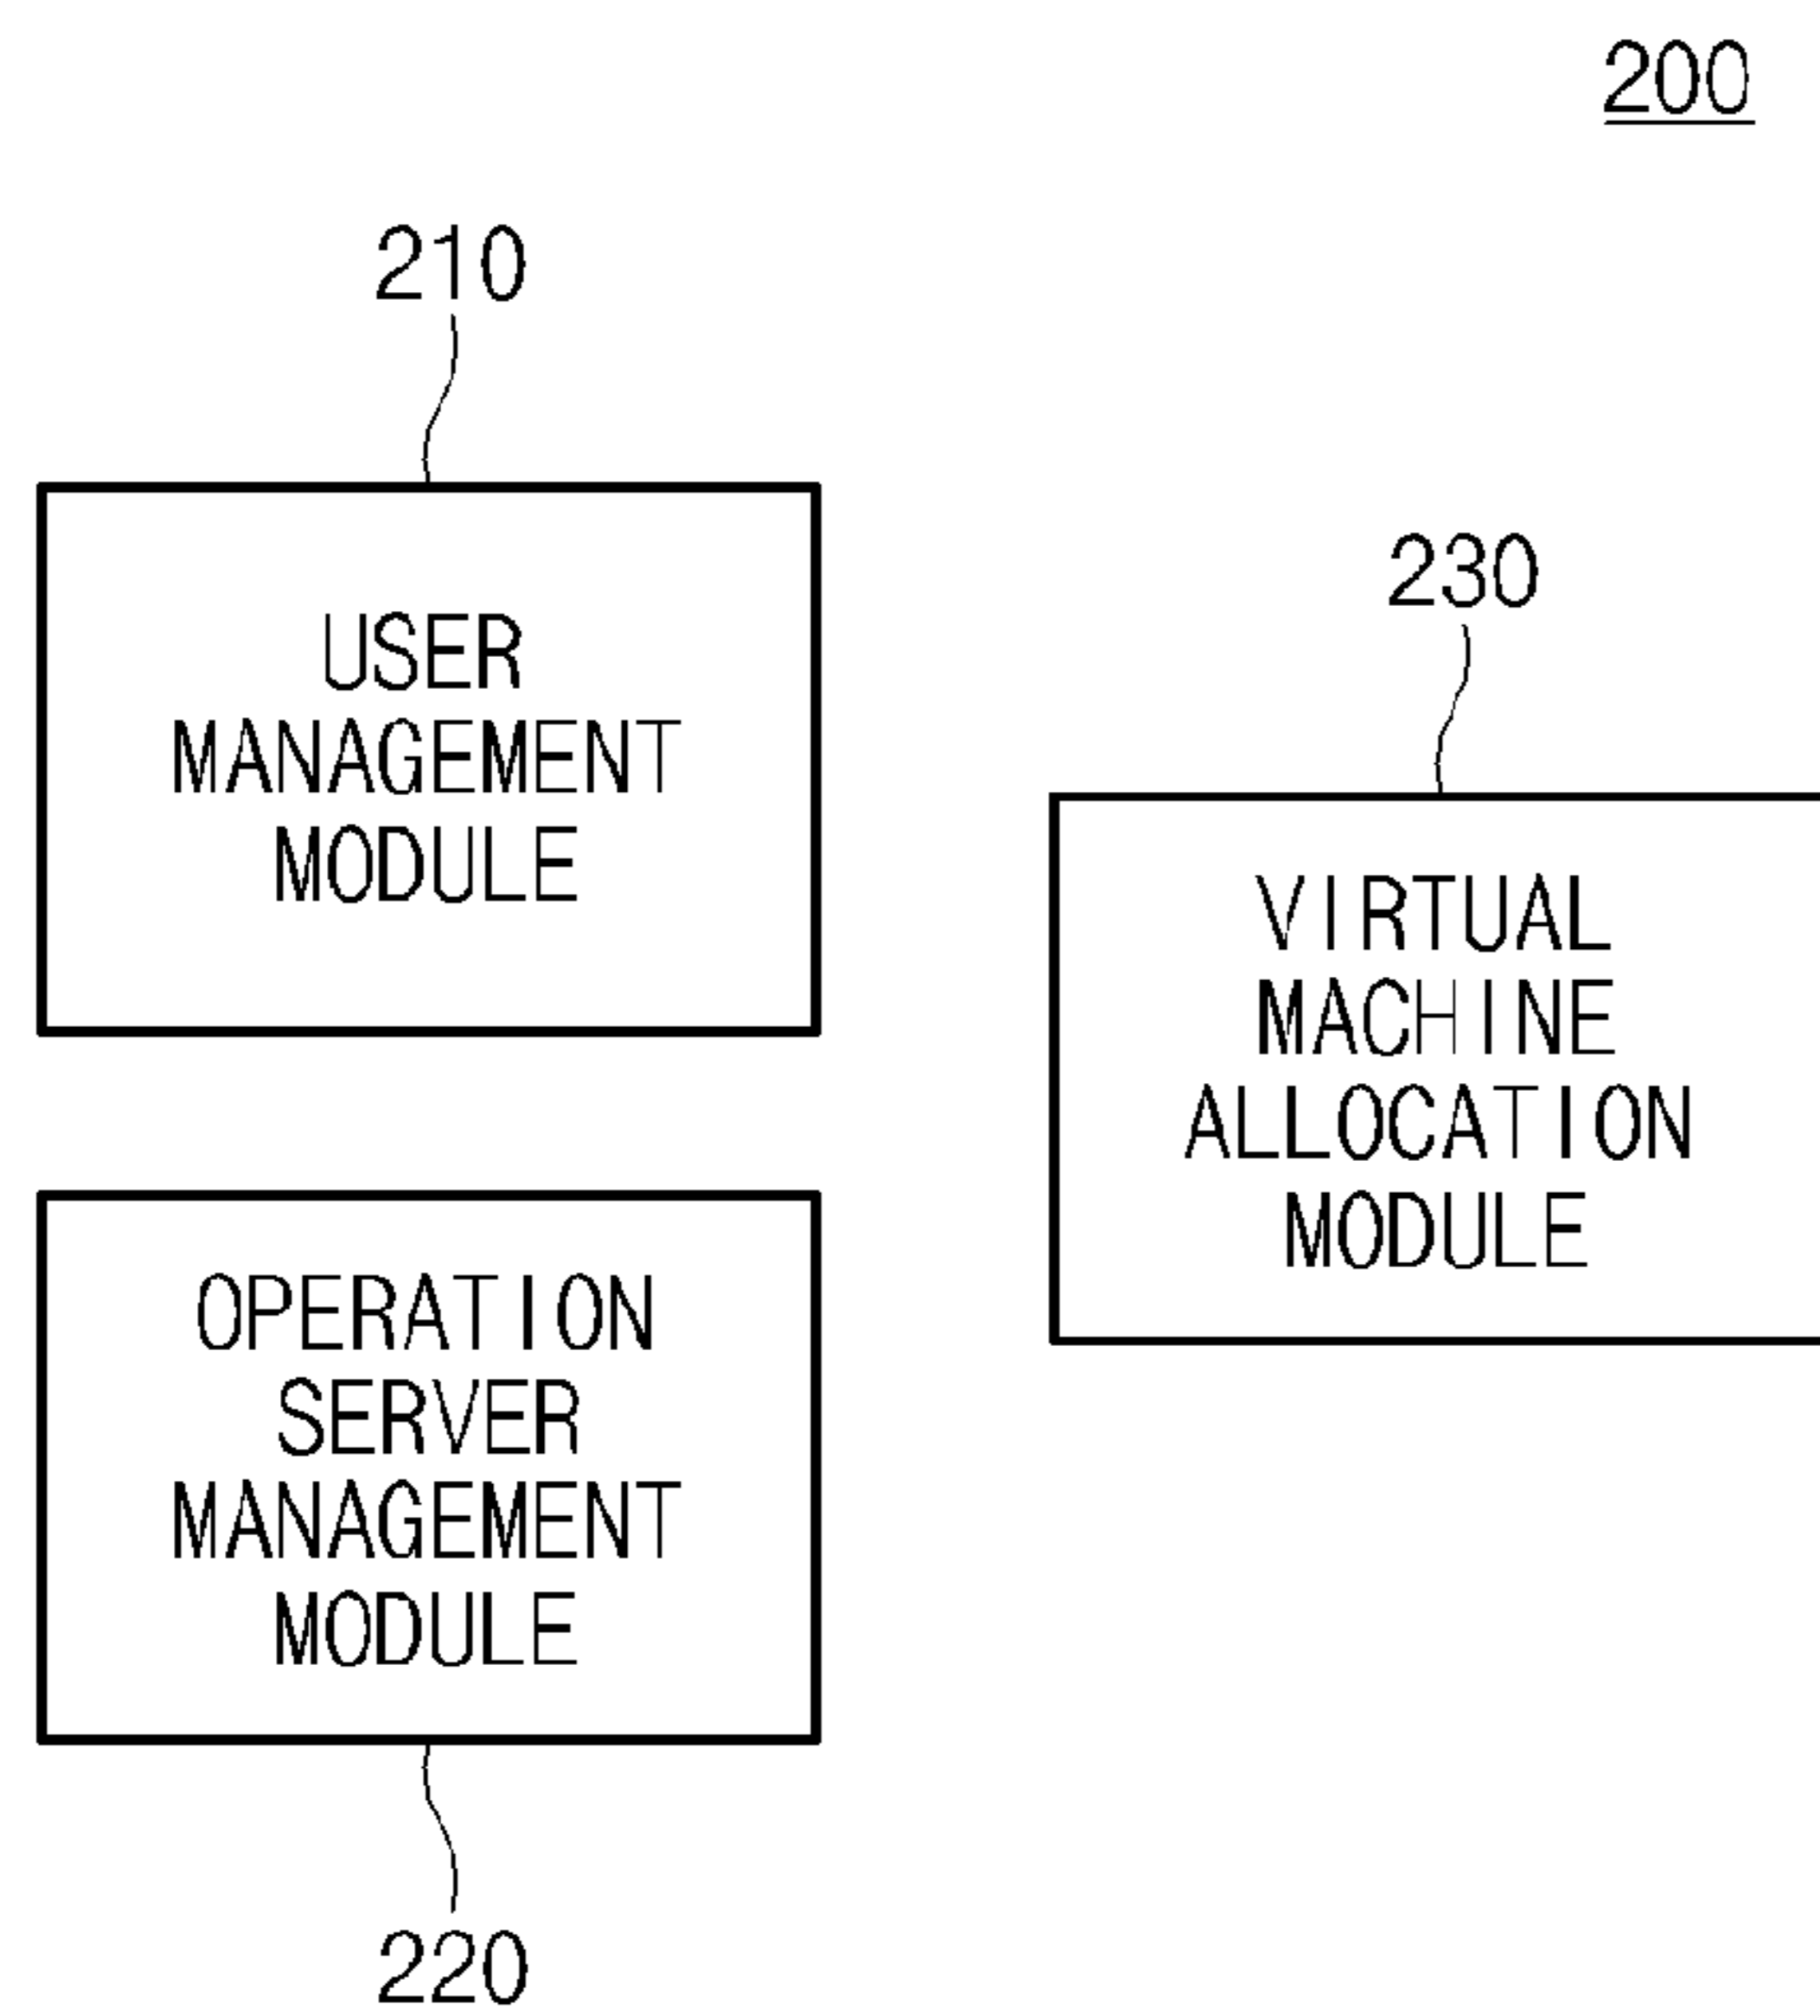 200
210
USER
MANAGEMENT
MODULE
230
VIRTUAL
MACHINE
ALLOCATION
MODULE
OPERATION
SERVER
MANAGEMENT
MODULE
220